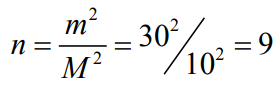 n = m²/M² = 30²/10² = 9